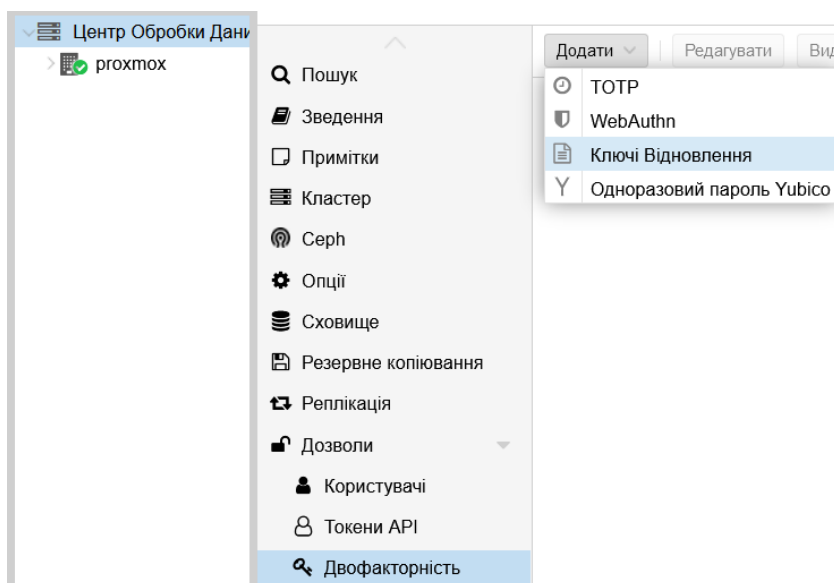 Центр Обробки Дани
proxmox
Пошук
Зведення
Примітки
Кластер
Ceph
Опції
Сховище
Резервне копіювання
Реплікація
Дозволи
Користувачі
Токени API
Двофакторність
Додати
Редагувати
Вид
TOTP
WebAuthn
Ключі Відновлення
Одноразовий пароль Yubico